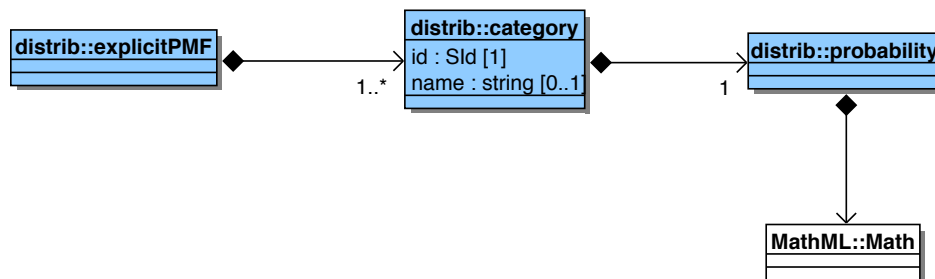 distrib::explicitPMF
distrib::category
id : SId [1]
name : string [0..1]
1..*
distrib::probability
1
MathML::Math